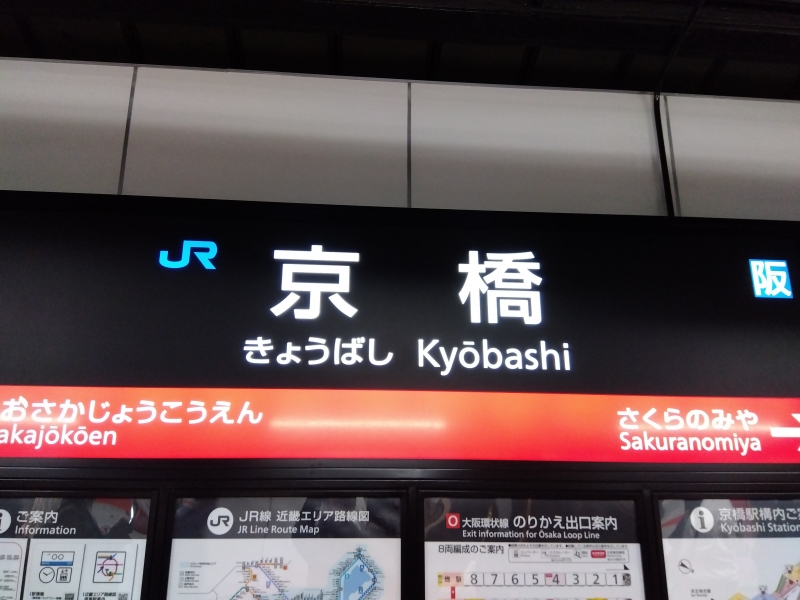 JR 京橋 阪
きょうばし Kyōbashi
おさかじょうこうえん
akajōkōen
さくらのみや
Sakuranomiya
ご案内
Information
JR JR線 近畿エリア路線図
JR Line Route Map
O 大阪環状線 のりかえ出口案内
Exit information for Ōsaka Loop Line
8両編成のご案内
8 7 6 5 4 3 2 1
京橋駅構内ご
Kyōbashi Station